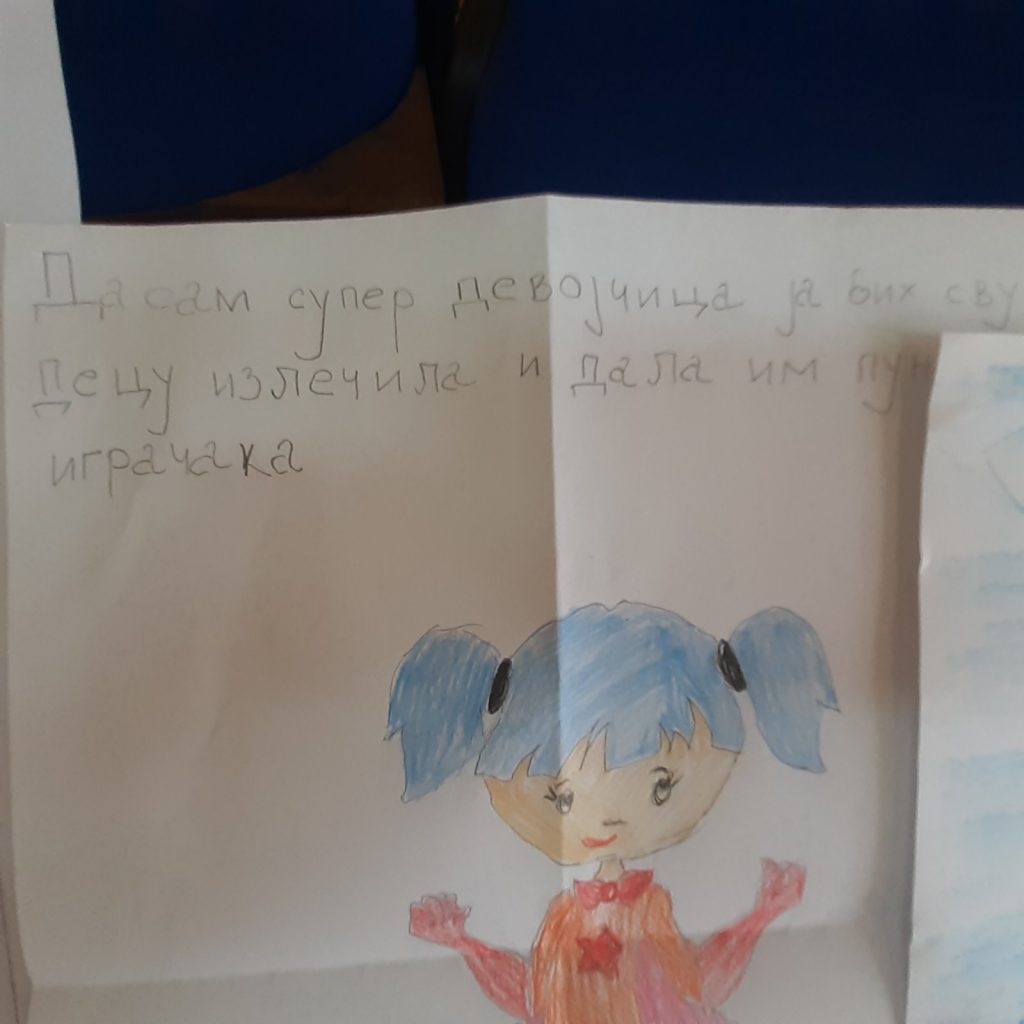 Да сам супер девојчица ја бих сву
децу излечила и дала им
играчака